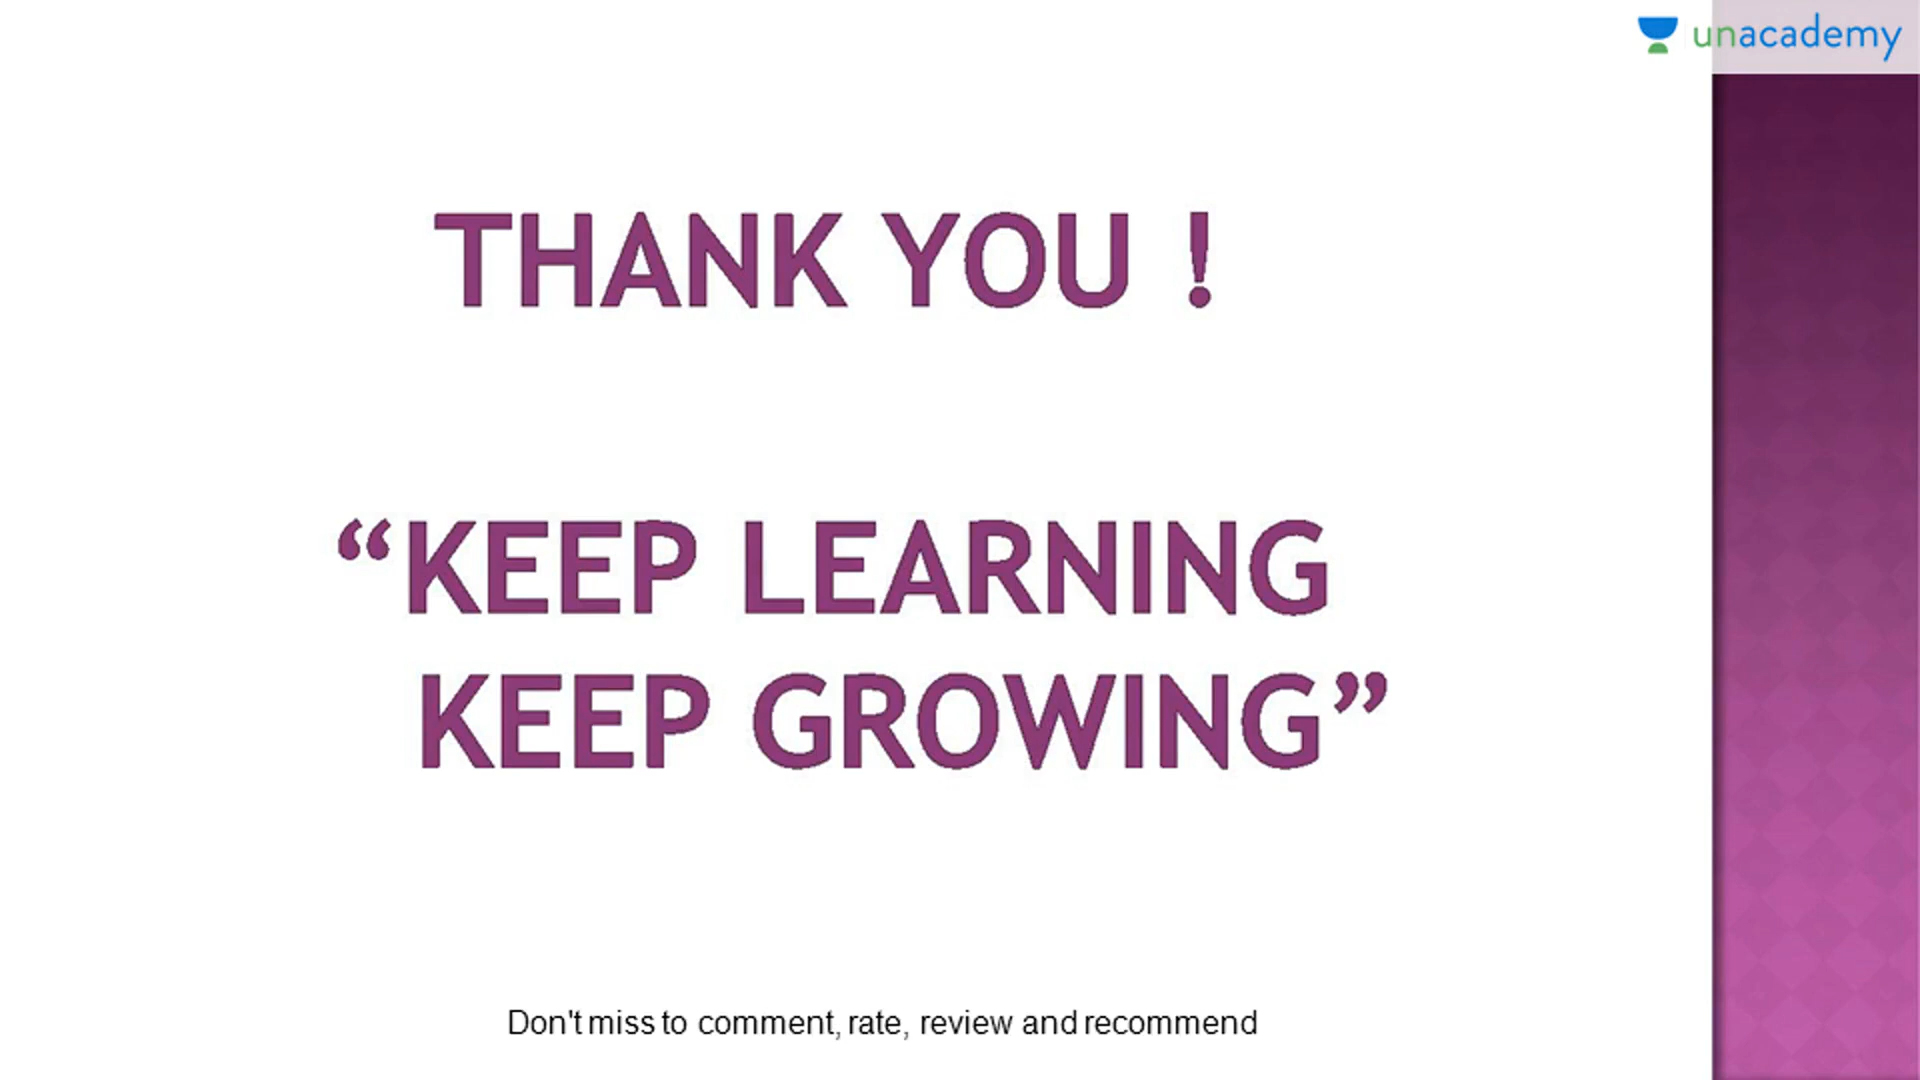 unacademy
THANK YOU !
“KEEP LEARNING
KEEP GROWING”
Don't miss to comment, rate, review and recommend